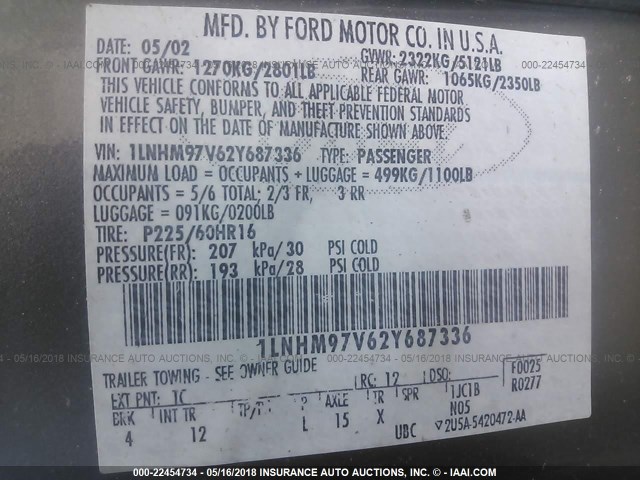 MFD. BY FORD MOTOR CO. IN U.S.A.
DATE: 05/02 GVWR: 2322KG/5121LB
FRONT GAWR: 1270KG/2801LB REAR GAWR: 1065KG/2350LB
THIS VEHICLE CONFORMS TO ALL APPLICABLE FEDERAL MOTOR
VEHICLE SAFETY, BUMPER, AND THEFT PREVENTION STANDARDS
IN EFFECT ON THE DATE OF MANUFACTURE SHOWN ABOVE.
VIN: 1LNHM97V62Y687336 TYPE: PASSENGER
MAXIMUM LOAD = OCCUPANTS + LUGGAGE = 499KG/1100LB
OCCUPANTS = 5/6 TOTAL; 2/3 FR, 3 RR
LUGGAGE = 091KG/0200LB
TIRE: P225/60HR16
PRESSURE(FR) = 207 kPa/30 PSI COLD
PRESSURE(RR) = 193 kPa/28 PSI COLD
1LNHM97V62Y687336
TRAILER TOWING - SEE OWNER GUIDE
EXT PNT: TC RC: 12 DSO: F0025
BRK INT TR TP/PS AXLE TR SPR 1JC1B R0277
4 12 L 15 X N05
UBC ▽2U5A-5420472-AA
000-22454734 - 05/16/2018 INSURANCE AUTO AUCTIONS, INC. - IAAI.COM